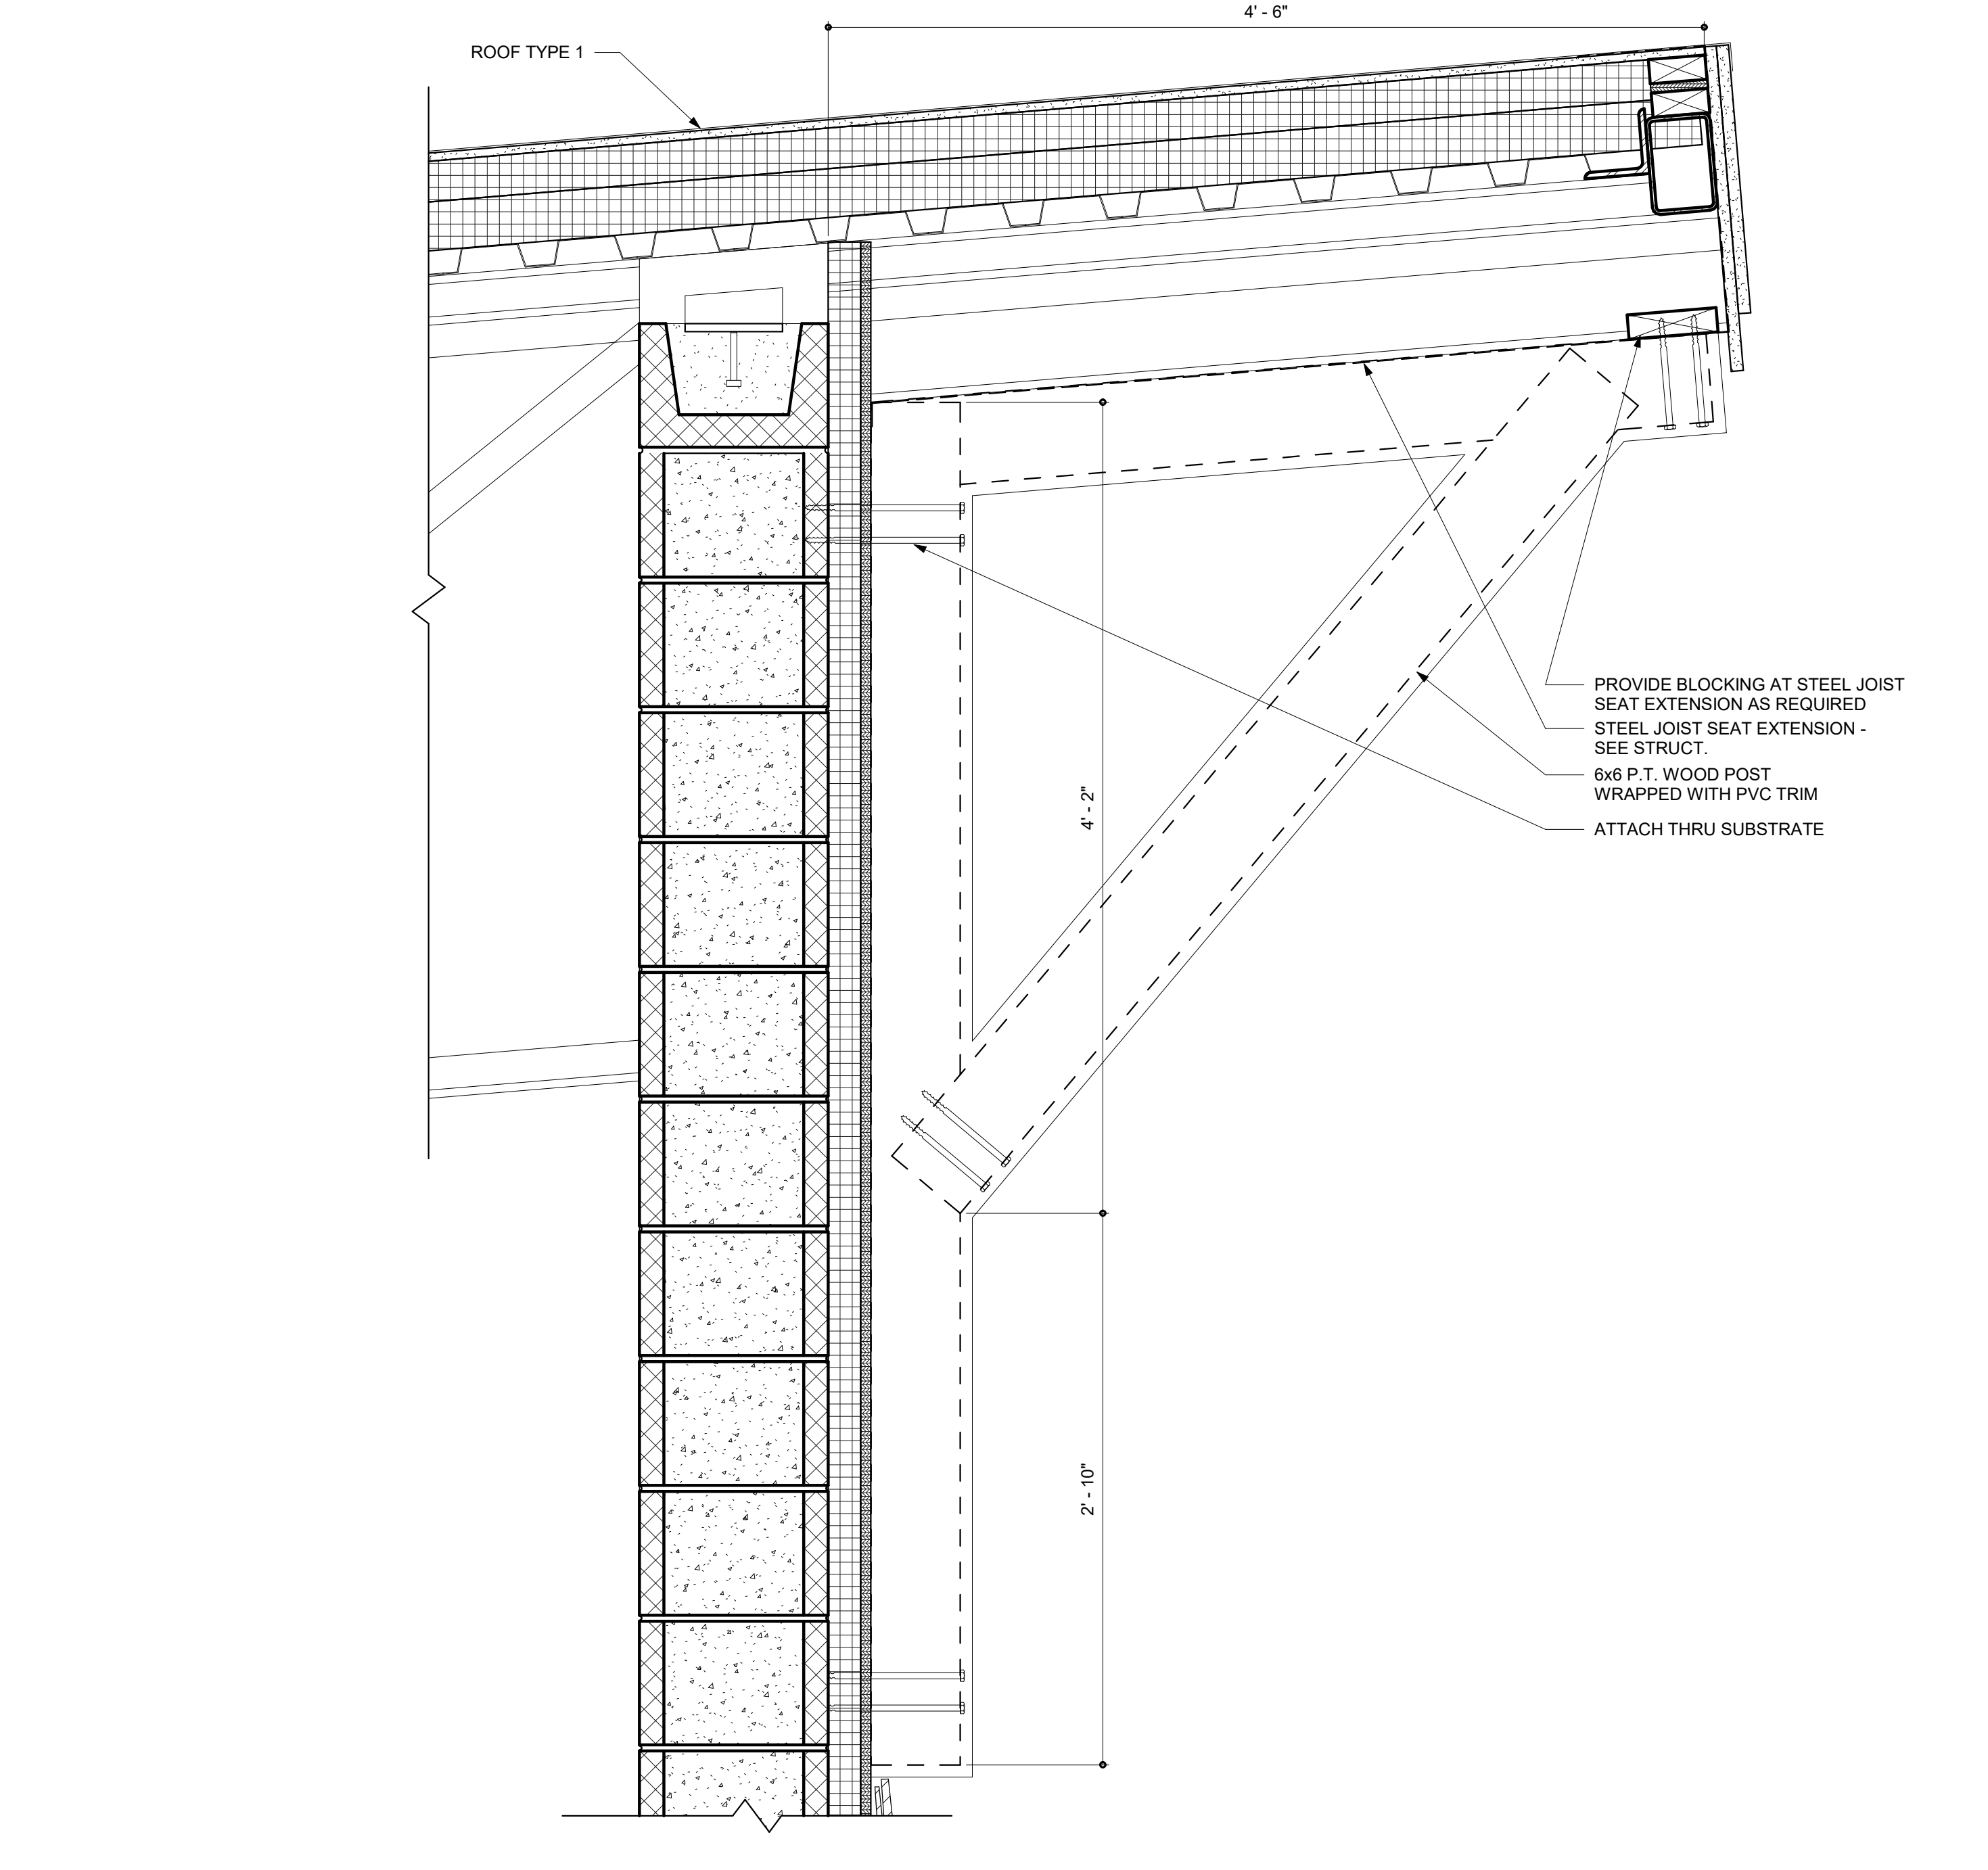 4' - 6"
ROOF TYPE 1
PROVIDE BLOCKING AT STEEL JOIST
SEAT EXTENSION AS REQUIRED
STEEL JOIST SEAT EXTENSION -
SEE STRUCT.
6x6 P.T. WOOD POST
WRAPPED WITH PVC TRIM
ATTACH THRU SUBSTRATE
4' - 2"
2' - 10"